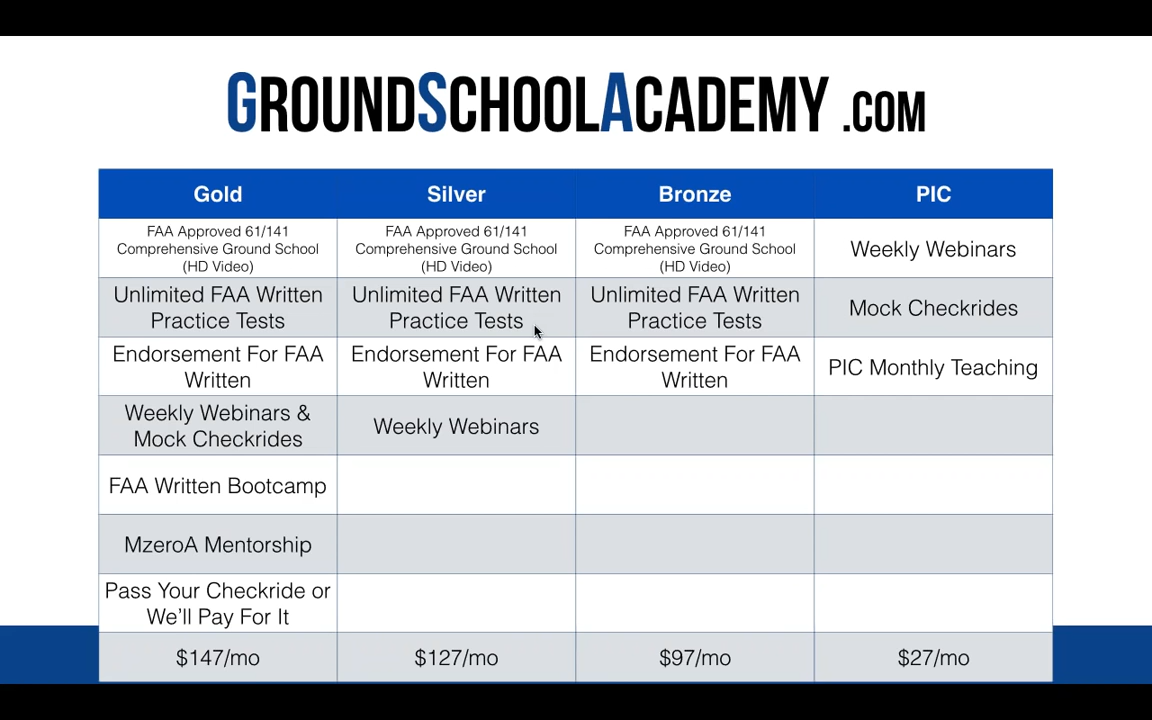 GROUNDSCHOOLACADEMY .COM
Gold Silver Bronze PIC
FAA Approved 61/141
Comprehensive Ground School
(HD Video)
FAA Approved 61/141
Comprehensive Ground School
(HD Video)
FAA Approved 61/141
Comprehensive Ground School
(HD Video)
Weekly Webinars
Unlimited FAA Written
Practice Tests
Unlimited FAA Written
Practice Tests
Unlimited FAA Written
Practice Tests
Mock Checkrides
Endorsement For FAA
Written
Endorsement For FAA
Written
Endorsement For FAA
Written
PIC Monthly Teaching
Weekly Webinars &
Mock Checkrides
Weekly Webinars
FAA Written Bootcamp
MzeroA Mentorship
Pass Your Checkride or
We’ll Pay For It
$147/mo $127/mo $97/mo $27/mo